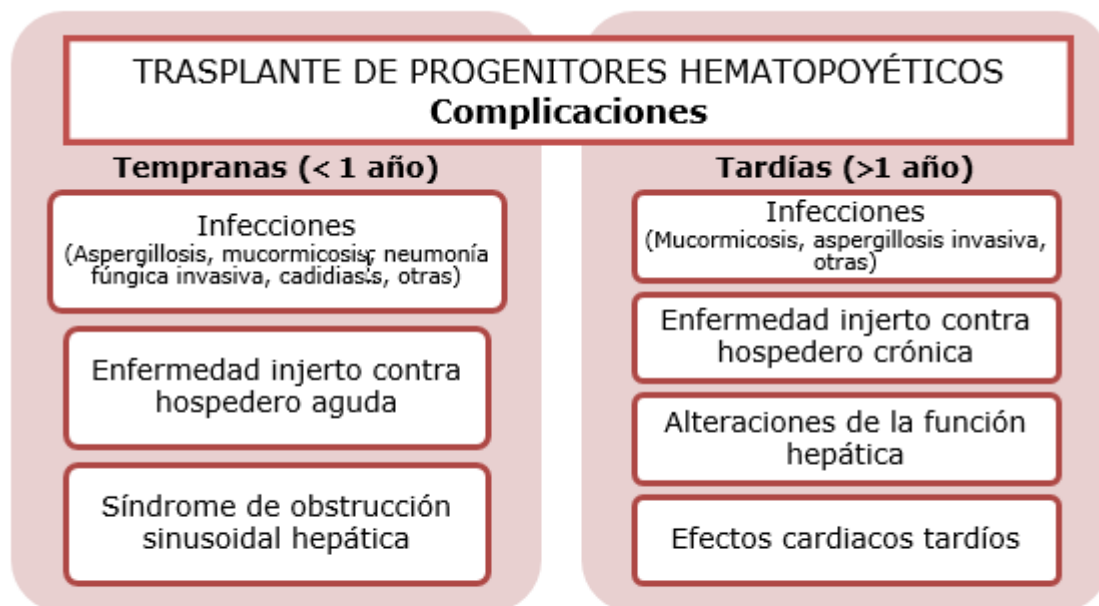 TRASPLANTE DE PROGENITORES HEMATOPOYÉTICOS
Complicaciones
Tempranas (< 1 año)
Infecciones
(Aspergillosis, mucormicosis, neumonía
fúngica invasiva, cadidiasis, otras)
Enfermedad injerto contra
hospedero aguda
Síndrome de obstrucción
sinusoidal hepática
Tardías (>1 año)
Infecciones
(Mucormicosis, aspergillosis invasiva,
otras)
Enfermedad injerto contra
hospedero crónica
Alteraciones de la función
hepática
Efectos cardiacos tardíos